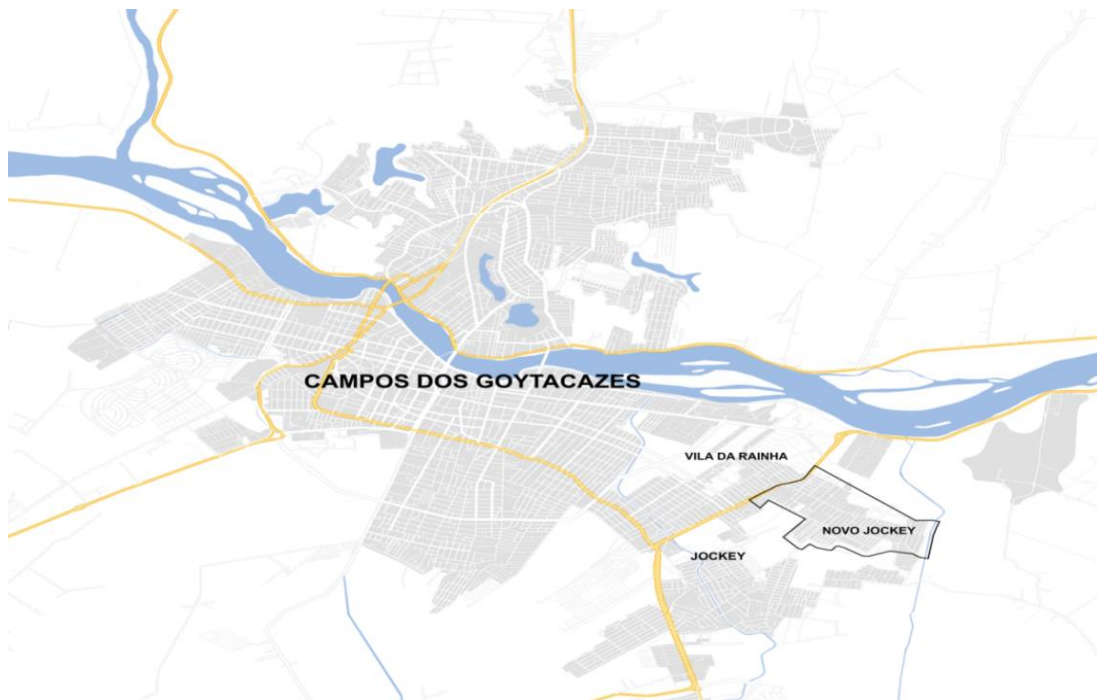 CAMPOS DOS GOYTACAZES
VILA DA RAINHA
NOVO JOCKEY
JOCKEY